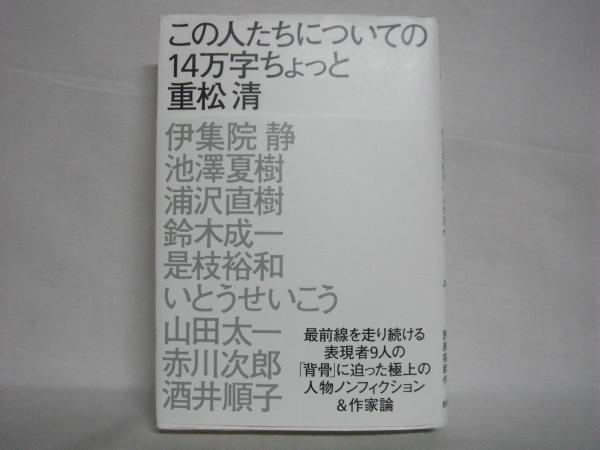 この人たちについての
14万字ちょっと
重松 清
伊集院 静
池澤夏樹
浦沢直樹
鈴木成一
是枝裕和
いとうせいこう
山田太一
赤川次郎
酒井順子
最前線を走り続ける
表現者9人の
「背骨」に迫った極上の
人物ノンフィクション
&作家論